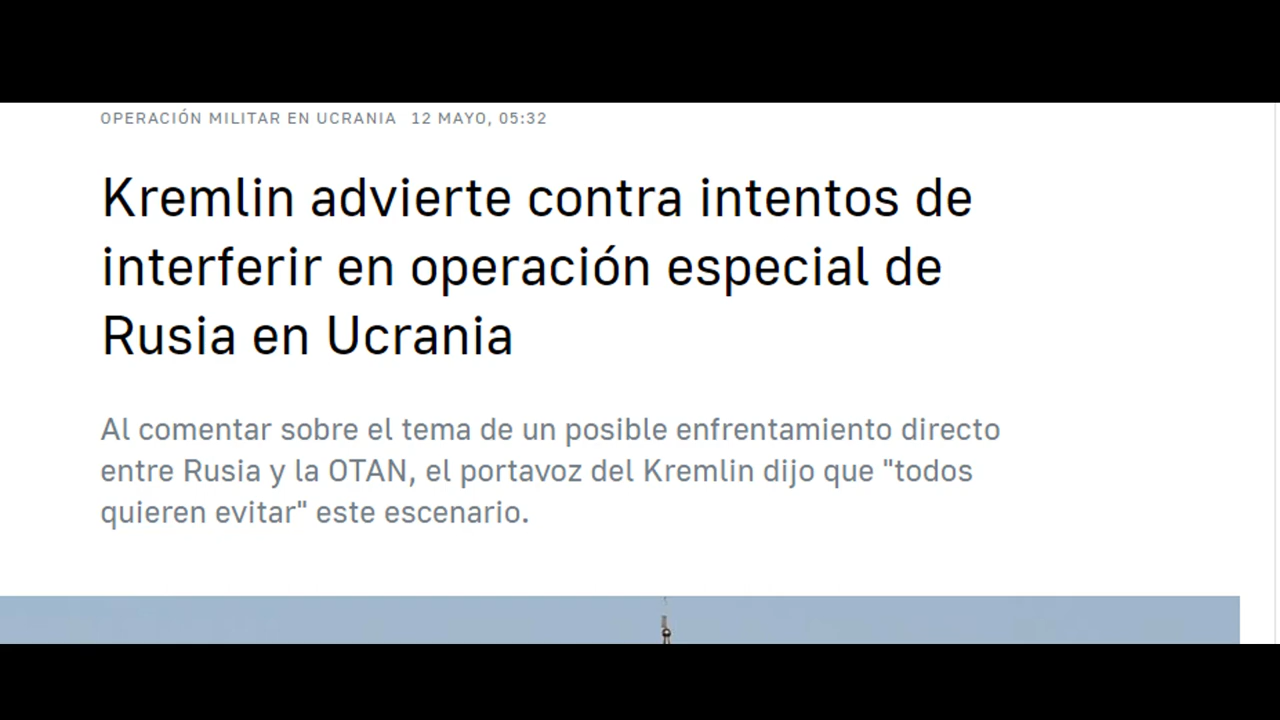 OPERACIÓN MILITAR EN UCRANIA 12 MAYO, 05:32
Kremlin advierte contra intentos de
interferir en operación especial de
Rusia en Ucrania
Al comentar sobre el tema de un posible enfrentamiento directo
entre Rusia y la OTAN, el portavoz del Kremlin dijo que "todos
quieren evitar" este escenario.